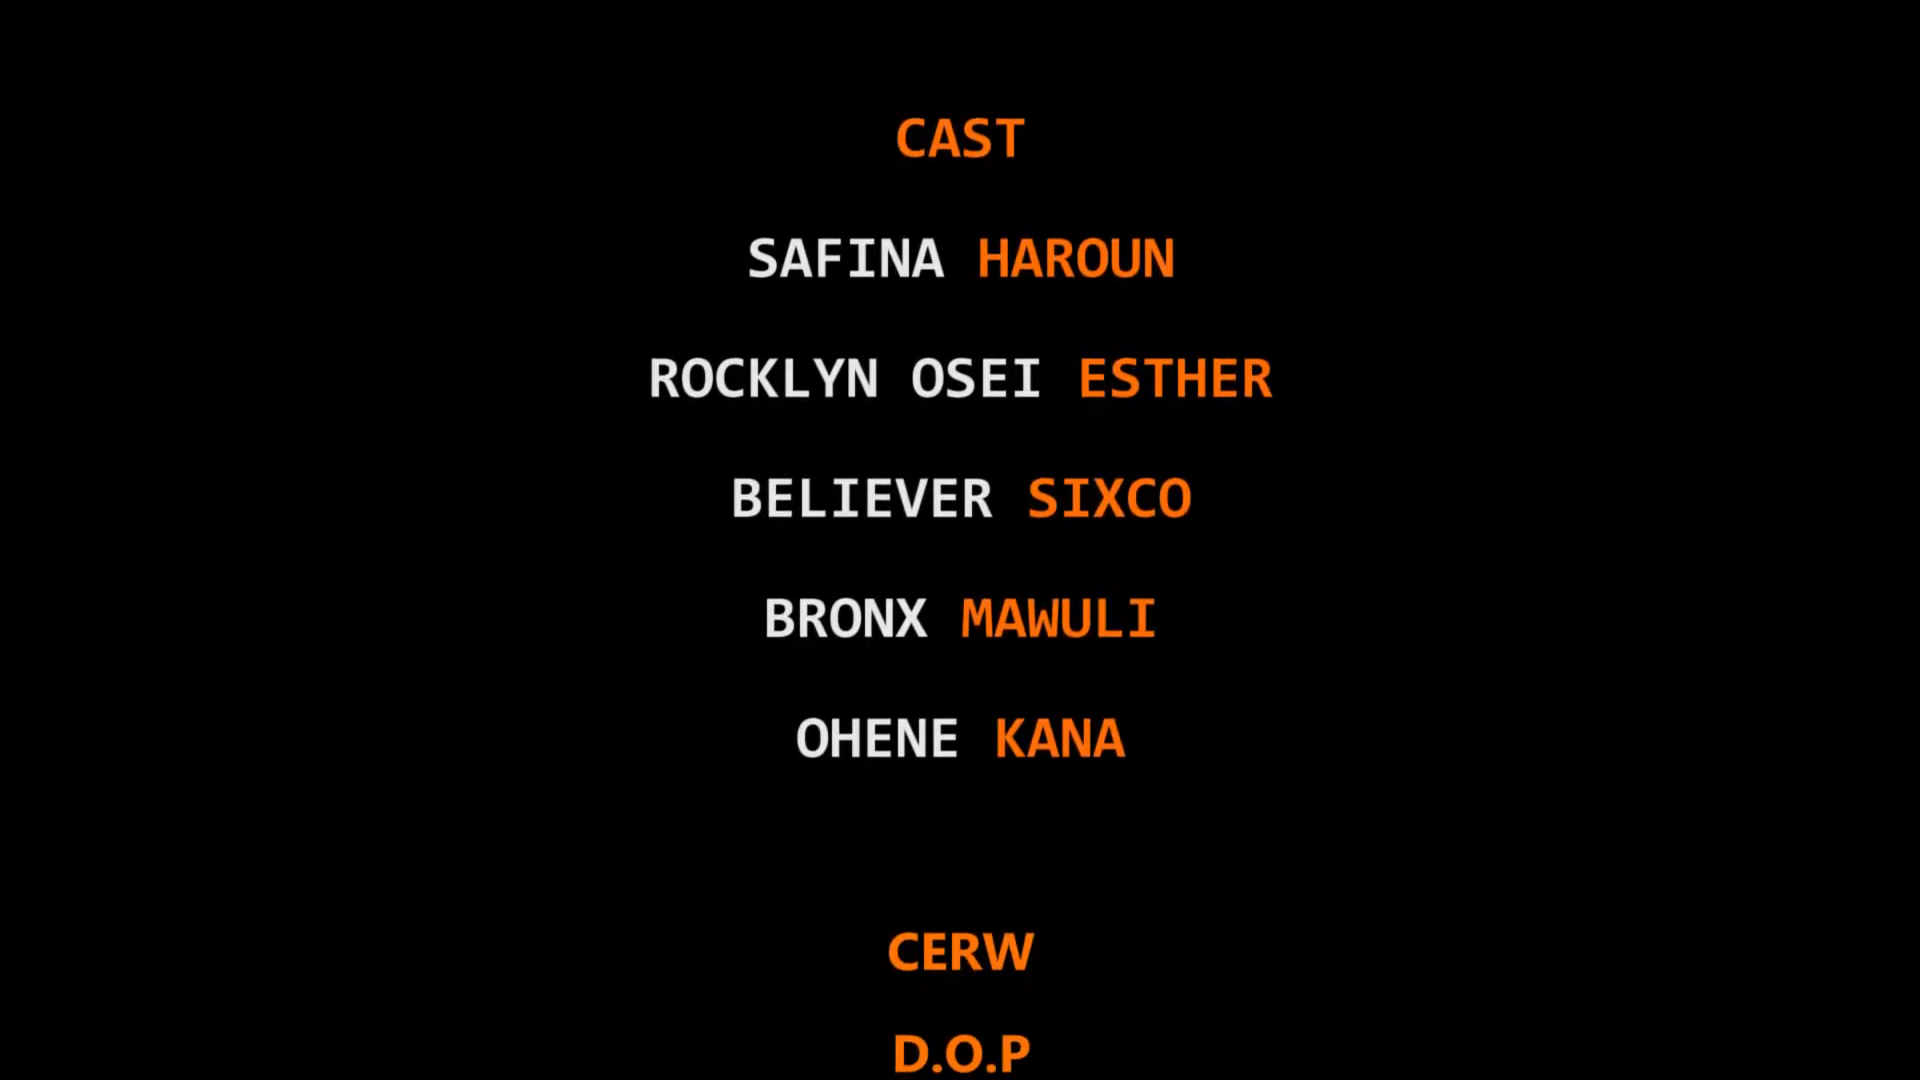 CAST
SAFINA HAROUN
ROCKLYN OSEI ESTHER
BELIEVER SIXCO
BRONX MAWULI
OHENE KANA
CERW
D.O.P